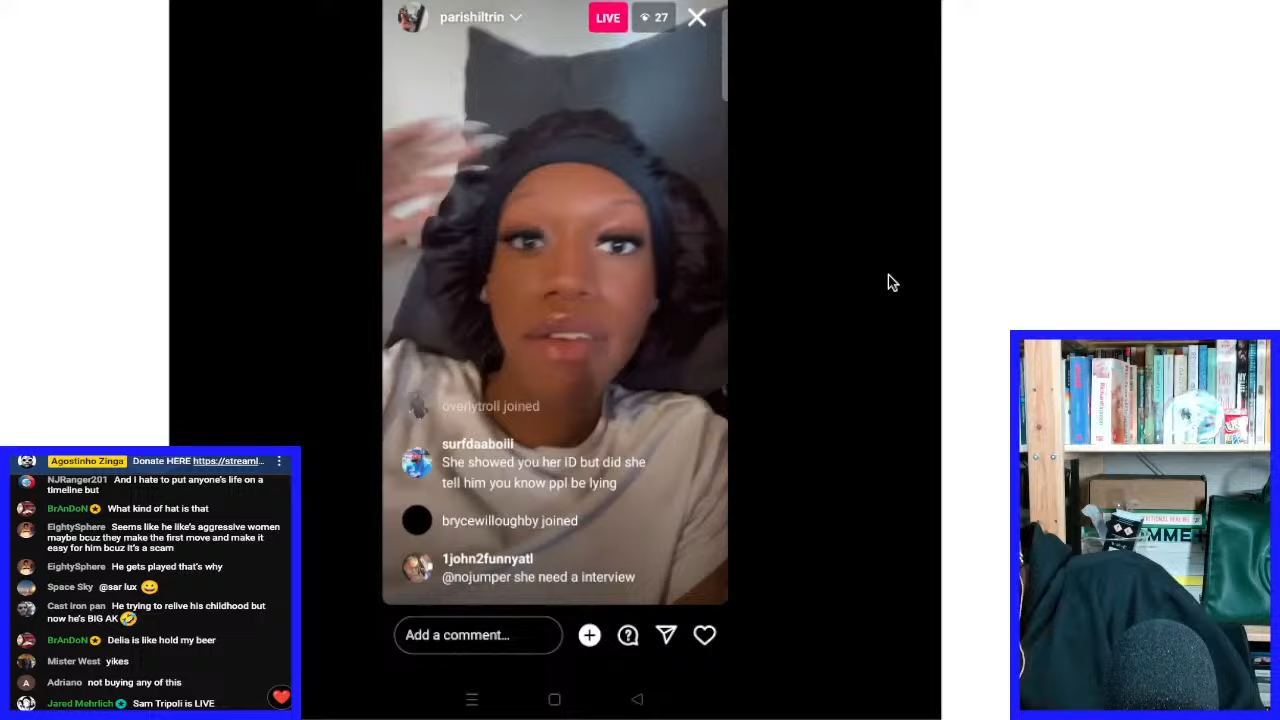 parishiltrin
LIVE
27
overlytroll joined
surfdaaboiii
She showed you her ID but did she
tell him you know ppl be lying
brycewilloughby joined
1john2funnyatl
@nojumper she need a interview
Add a comment...
Agostinho Zinga Donate HERE https://streaml...
NJRanger201 And I hate to put anyone's life on a
timeline but
BrAnDoN What kind of hat is that
EightySphere Seems like he like's aggressive women
maybe bcuz they make the first move and make it
easy for him bcuz it's a scam
EightySphere He gets played that's why
Space Sky @sar lux 😀
Cast iron pan He trying to relive his childhood but
now he's BIG AK 🤣
BrAnDoN Delia is like hold my beer
Mister West yikes
A Adriano not buying any of this
Jared Mehrlich Sam Tripoli is LIVE